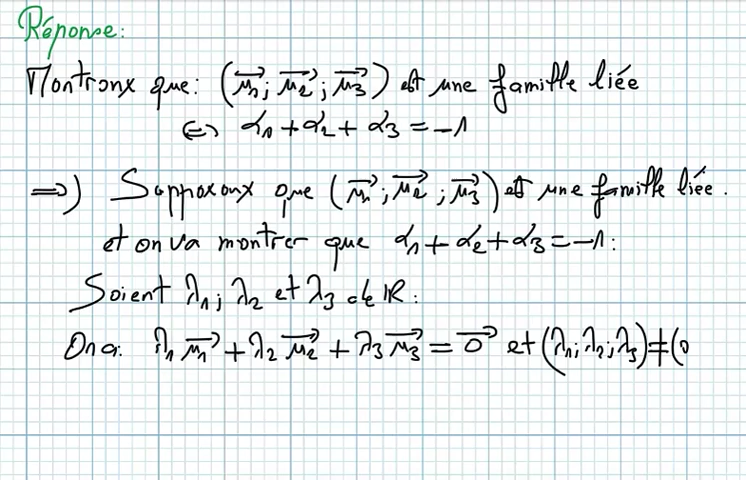 Réponse:
Montrons que: (u₁⃗ ; u₂⃗ ; u₃⃗) est une famille liée
⇔ α₁ + α₂ + α₃ = -1
⇒) Supposons que (u₁⃗ ; u₂⃗ ; u₃⃗) est une famille liée.
et on va montrer que α₁ + α₂ + α₃ = -1 :
Soient λ₁ ; λ₂ et λ₃ de ℝ :
On a: λ₁ u₁⃗ + λ₂ u₂⃗ + λ₃ u₃⃗ = 0⃗ et (λ₁ ; λ₂ ; λ₃) ≠ (0